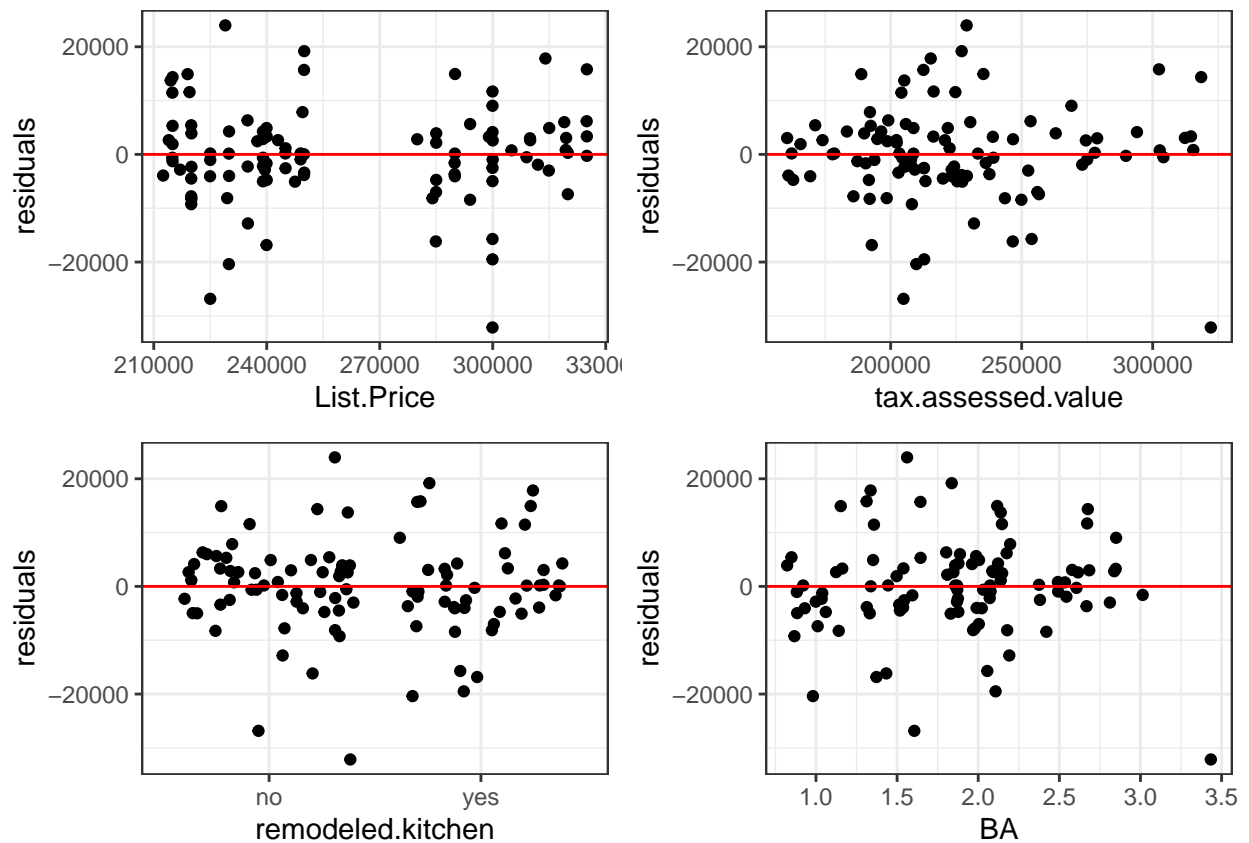 20000
0
−20000
residuals
210000 240000 270000 300000 33000
List.Price
20000
0
−20000
residuals
200000 250000 300000
tax.assessed.value
20000
0
−20000
residuals
no yes
remodeled.kitchen
20000
0
−20000
residuals
1.0 1.5 2.0 2.5 3.0 3.5
BA